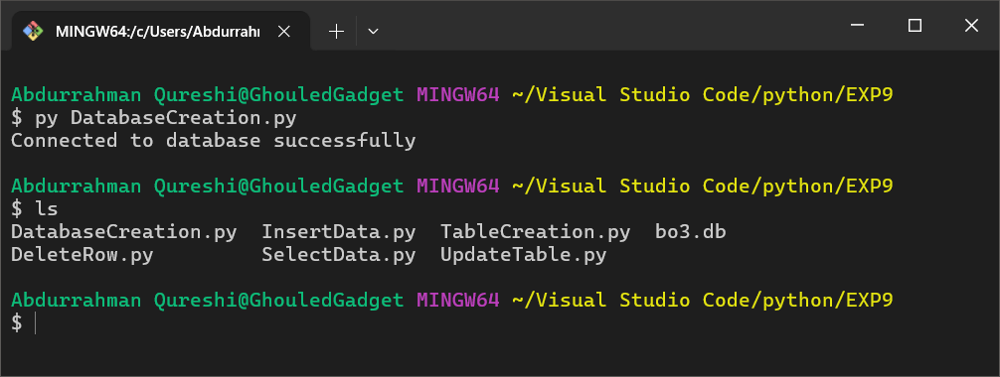 MINGW64:/c/Users/Abdurrahr
Abdurrahman Qureshi@GhouledGadget MINGW64 ~/Visual Studio Code/python/EXP9
$ py DatabaseCreation.py
Connected to database successfully
Abdurrahman Qureshi@GhouledGadget MINGW64 ~/Visual Studio Code/python/EXP9
$ ls
DatabaseCreation.py  InsertData.py  TableCreation.py  bo3.db
DeleteRow.py         SelectData.py  UpdateTable.py
Abdurrahman Qureshi@GhouledGadget MINGW64 ~/Visual Studio Code/python/EXP9
$